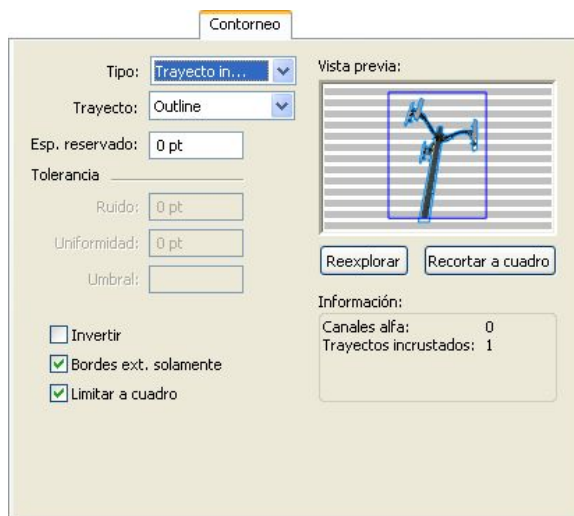 Contorneo
Tipo: Trayecto in...
Trayecto: Outline
Esp. reservado: 0 pt
Tolerancia
Ruido: 0 pt
Uniformidad: 0 pt
Umbral:
Invertir
Bordes ext. solamente
Limitar a cuadro
Vista previa:
Reexplorar Recortar a cuadro
Información:
Canales alfa: 0
Trayectos incrustados: 1